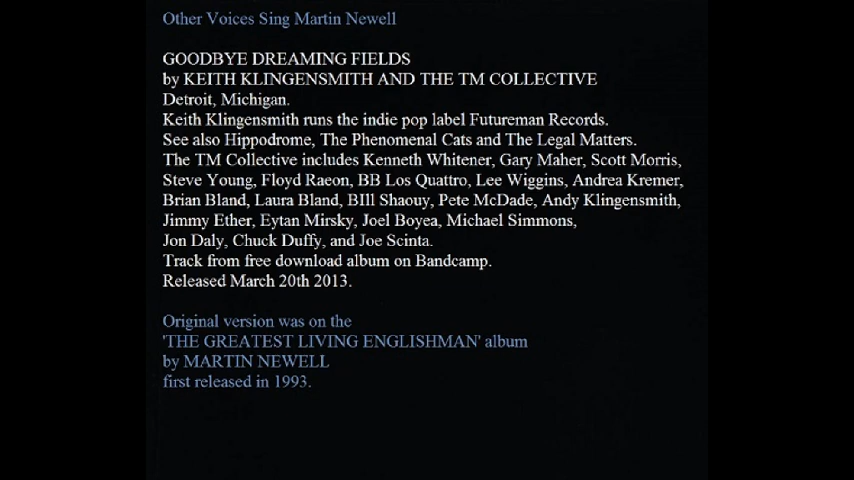 Other Voices Sing Martin Newell
GOODBYE DREAMING FIELDS
by KEITH KLINGENSMITH AND THE TM COLLECTIVE
Detroit, Michigan.
Keith Klingensmith runs the indie pop label Futureman Records.
See also Hippodrome, The Phenomenal Cats and The Legal Matters.
The TM Collective includes Kenneth Whitener, Gary Maher, Scott Morris,
Steve Young, Floyd Raeon, BB Los Quattro, Lee Wiggins, Andrea Kremer,
Brian Bland, Laura Bland, BIll Shaouy, Pete McDade, Andy Klingensmith,
Jimmy Ether, Eytan Mirsky, Joel Boyea, Michael Simmons,
Jon Daly, Chuck Duffy, and Joe Scinta.
Track from free download album on Bandcamp.
Released March 20th 2013.
Original version was on the
'THE GREATEST LIVING ENGLISHMAN' album
by MARTIN NEWELL
first released in 1993.